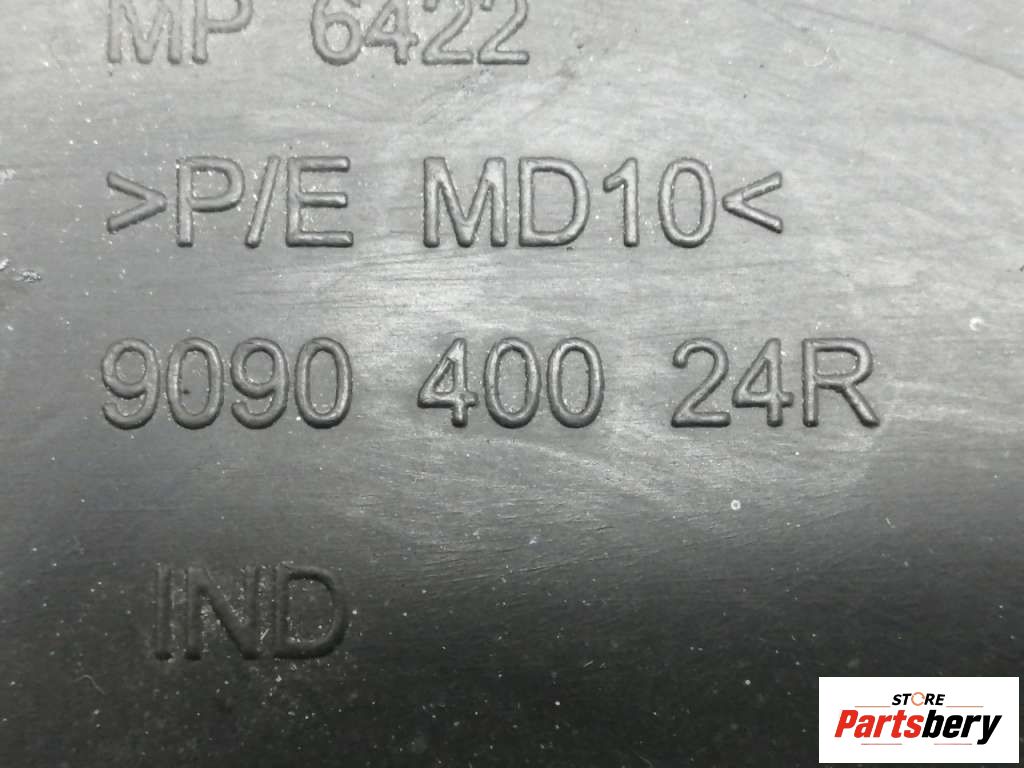 MP 6422
>P/E MD10<
9090 400 24R
IND
STORE
Partsbery